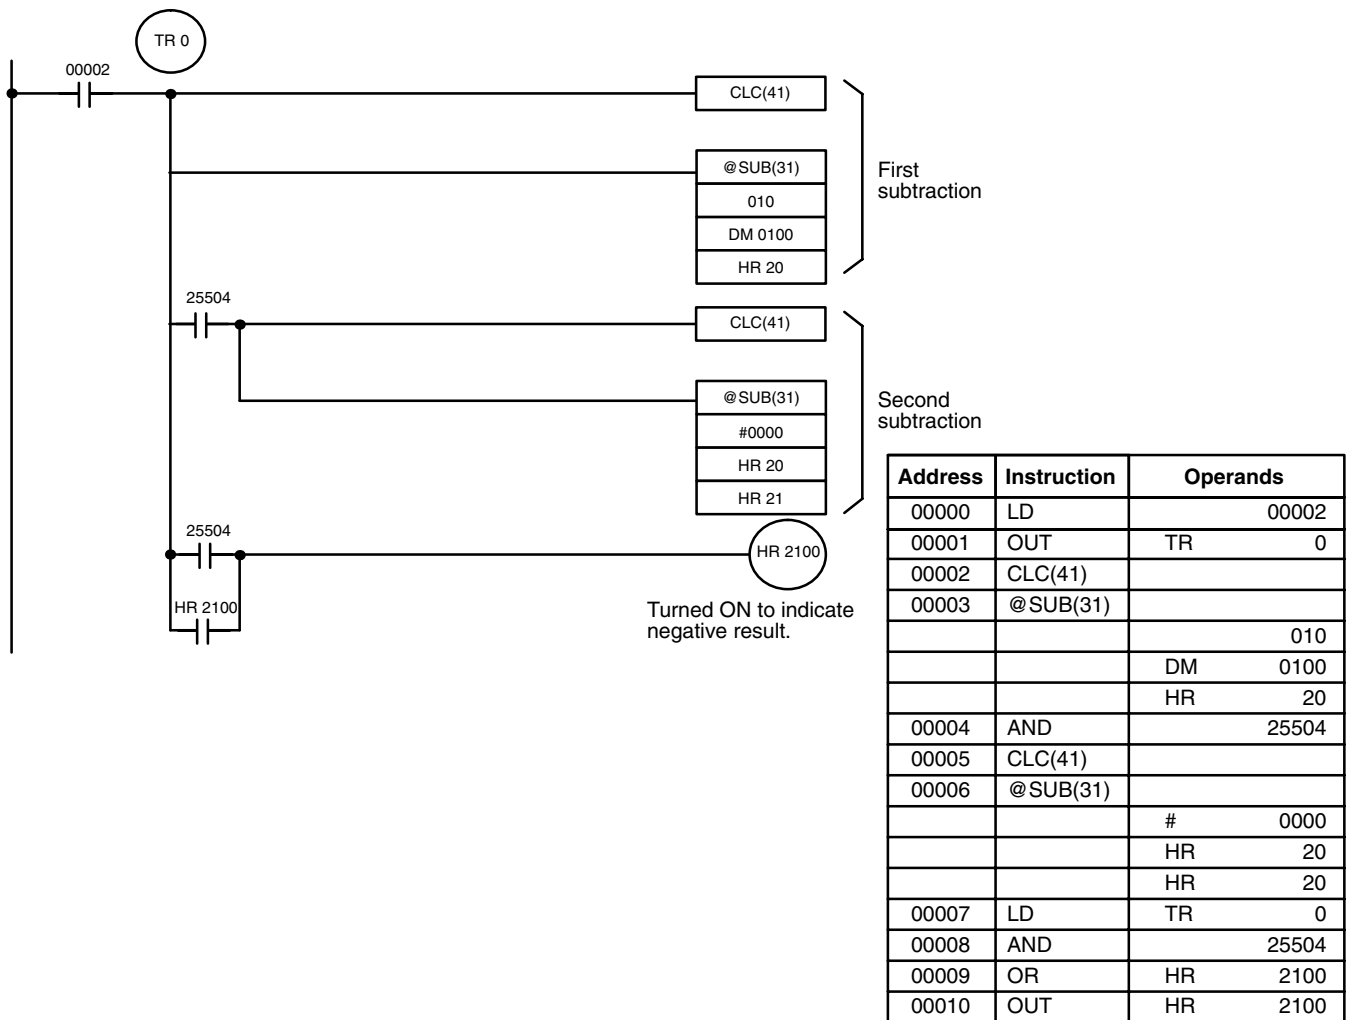 TR 0
00002
CLC(41)
@SUB(31)
010
DM 0100
HR 20
First
subtraction
25504
CLC(41)
@SUB(31)
#0000
HR 20
HR 21
Second
subtraction
25504
HR 2100
HR 2100
Turned ON to indicate
negative result.
Address Instruction Operands
00000 LD 00002
00001 OUT TR 0
00002 CLC(41)
00003 @SUB(31)
010
DM 0100
HR 20
00004 AND 25504
00005 CLC(41)
00006 @SUB(31)
# 0000
HR 20
HR 20
00007 LD TR 0
00008 AND 25504
00009 OR HR 2100
00010 OUT HR 2100